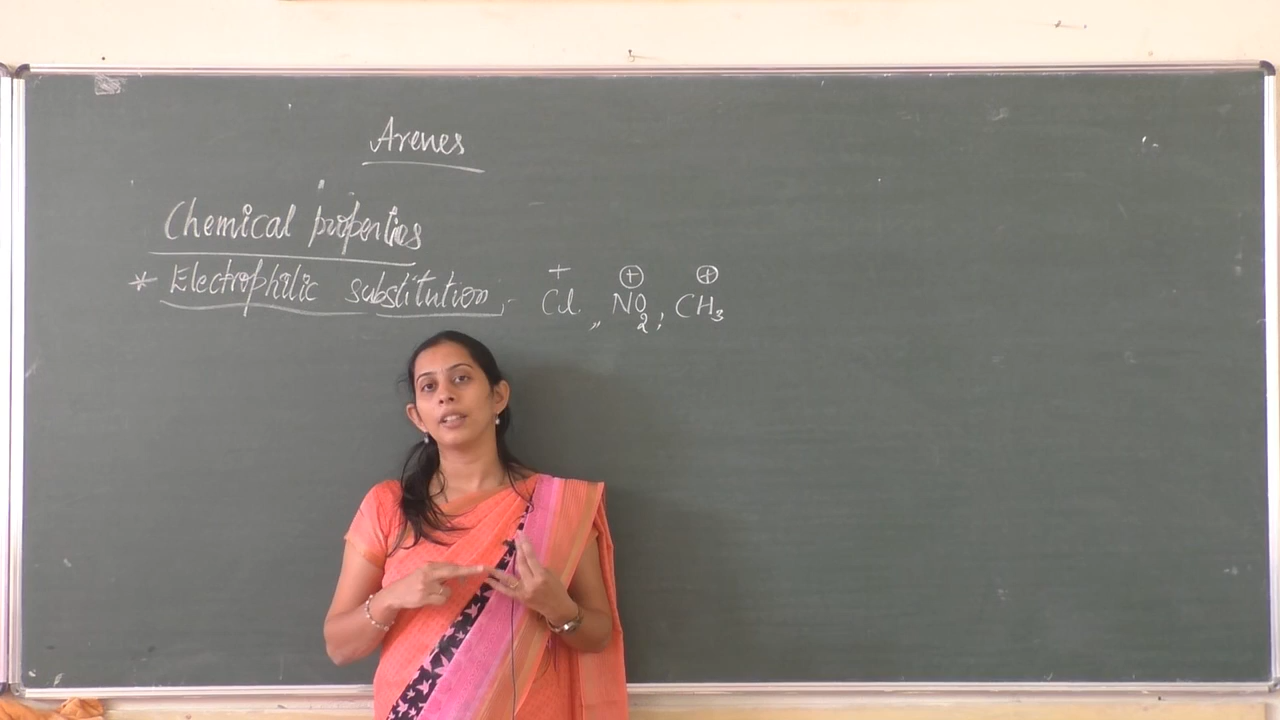 Arenes
Chemical properties
* Electrophilic substitution :- Cl⁺, NO₂⊕, CH₃⊕